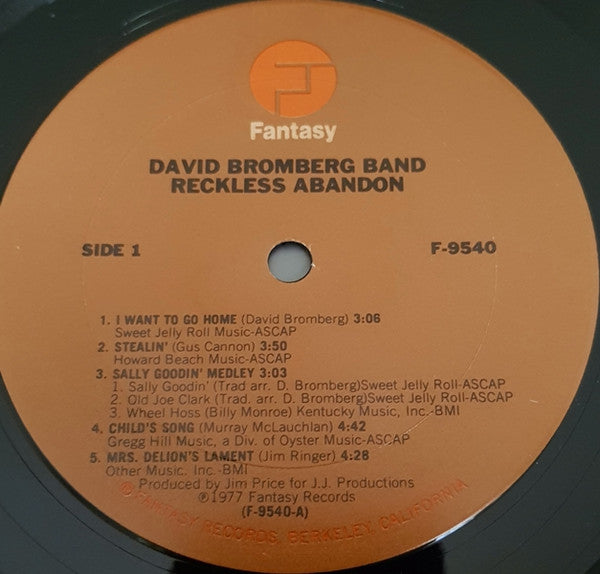 Fantasy
DAVID BROMBERG BAND
RECKLESS ABANDON
SIDE 1
F-9540
1. I WANT TO GO HOME (David Bromberg) 3:06
Sweet Jelly Roll Music-ASCAP
2. STEALIN' (Gus Cannon) 3:50
Howard Beach Music-ASCAP
3. SALLY GOODIN' MEDLEY 3:03
1. Sally Goodin' (Trad arr. D. Bromberg)Sweet Jelly Roll-ASCAP
2. Old Joe Clark (Trad arr. D. Bromberg)Sweet Jelly Roll-ASCAP
3. Wheel Hoss (Billy Monroe) Kentucky Music, Inc.-BMI
4. CHILD'S SONG (Murray McLauchlan) 4:42
Gregg Hill Music, a Div. of Oyster Music-ASCAP
5. MRS. DELION'S LAMENT (Jim Ringer) 4:28
Other Music. Inc.-BMI
Produced by Jim Price for J.J. Productions
℗1977 Fantasy Records
(F-9540-A)
© FANTASY RECORDS, BERKELEY, CALIFORNIA